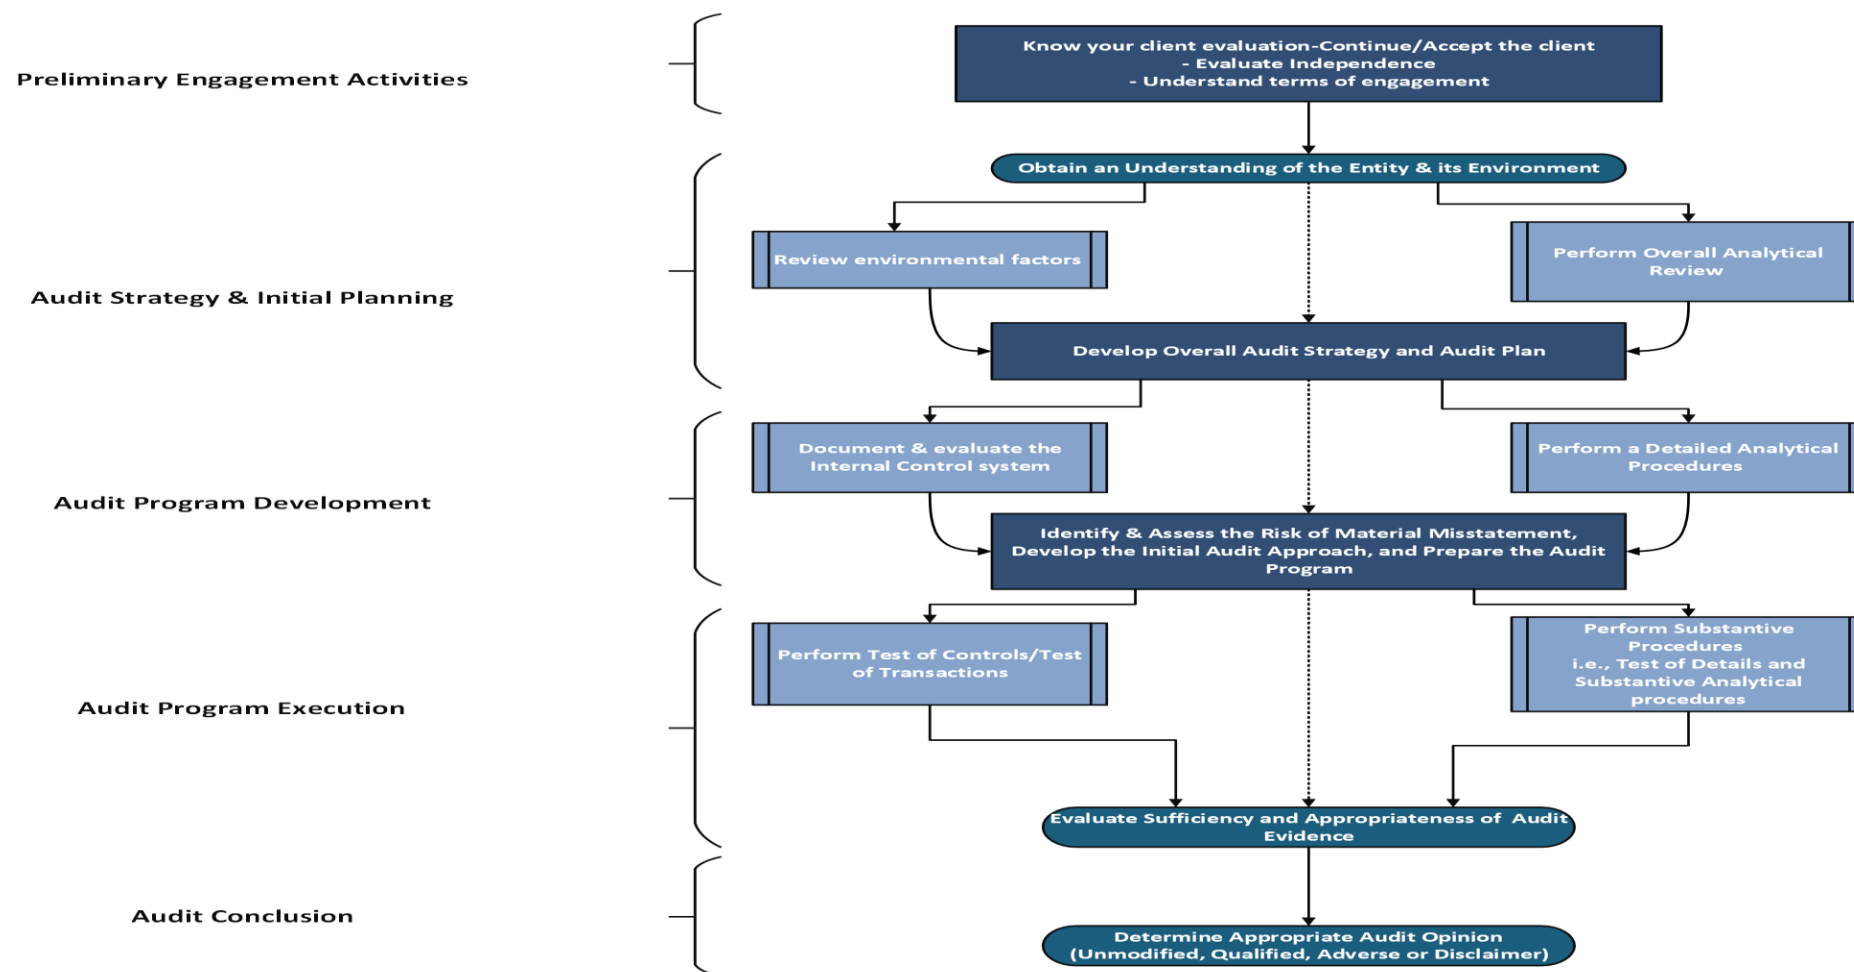 Preliminary Engagement Activities
Know your client evaluation-Continue/Accept the client
- Evaluate Independence
- Understand terms of engagement
Audit Strategy & Initial Planning
Obtain an Understanding of the Entity & its Environment
Review environmental factors
Perform Overall Analytical
Review
Develop Overall Audit Strategy and Audit Plan
Audit Program Development
Document & evaluate the
Internal Control system
Perform a Detailed Analytical
Procedures
Identify & Assess the Risk of Material Misstatement,
Develop the Initial Audit Approach, and Prepare the Audit
Program
Audit Program Execution
Perform Test of Controls/Test
of Transactions
Perform Substantive
Procedures
i.e., Test of Details and
Substantive Analytical
procedures
Evaluate Sufficiency and Appropriateness of Audit
Evidence
Audit Conclusion
Determine Appropriate Audit Opinion
(Unmodified, Qualified, Adverse or Disclaimer)